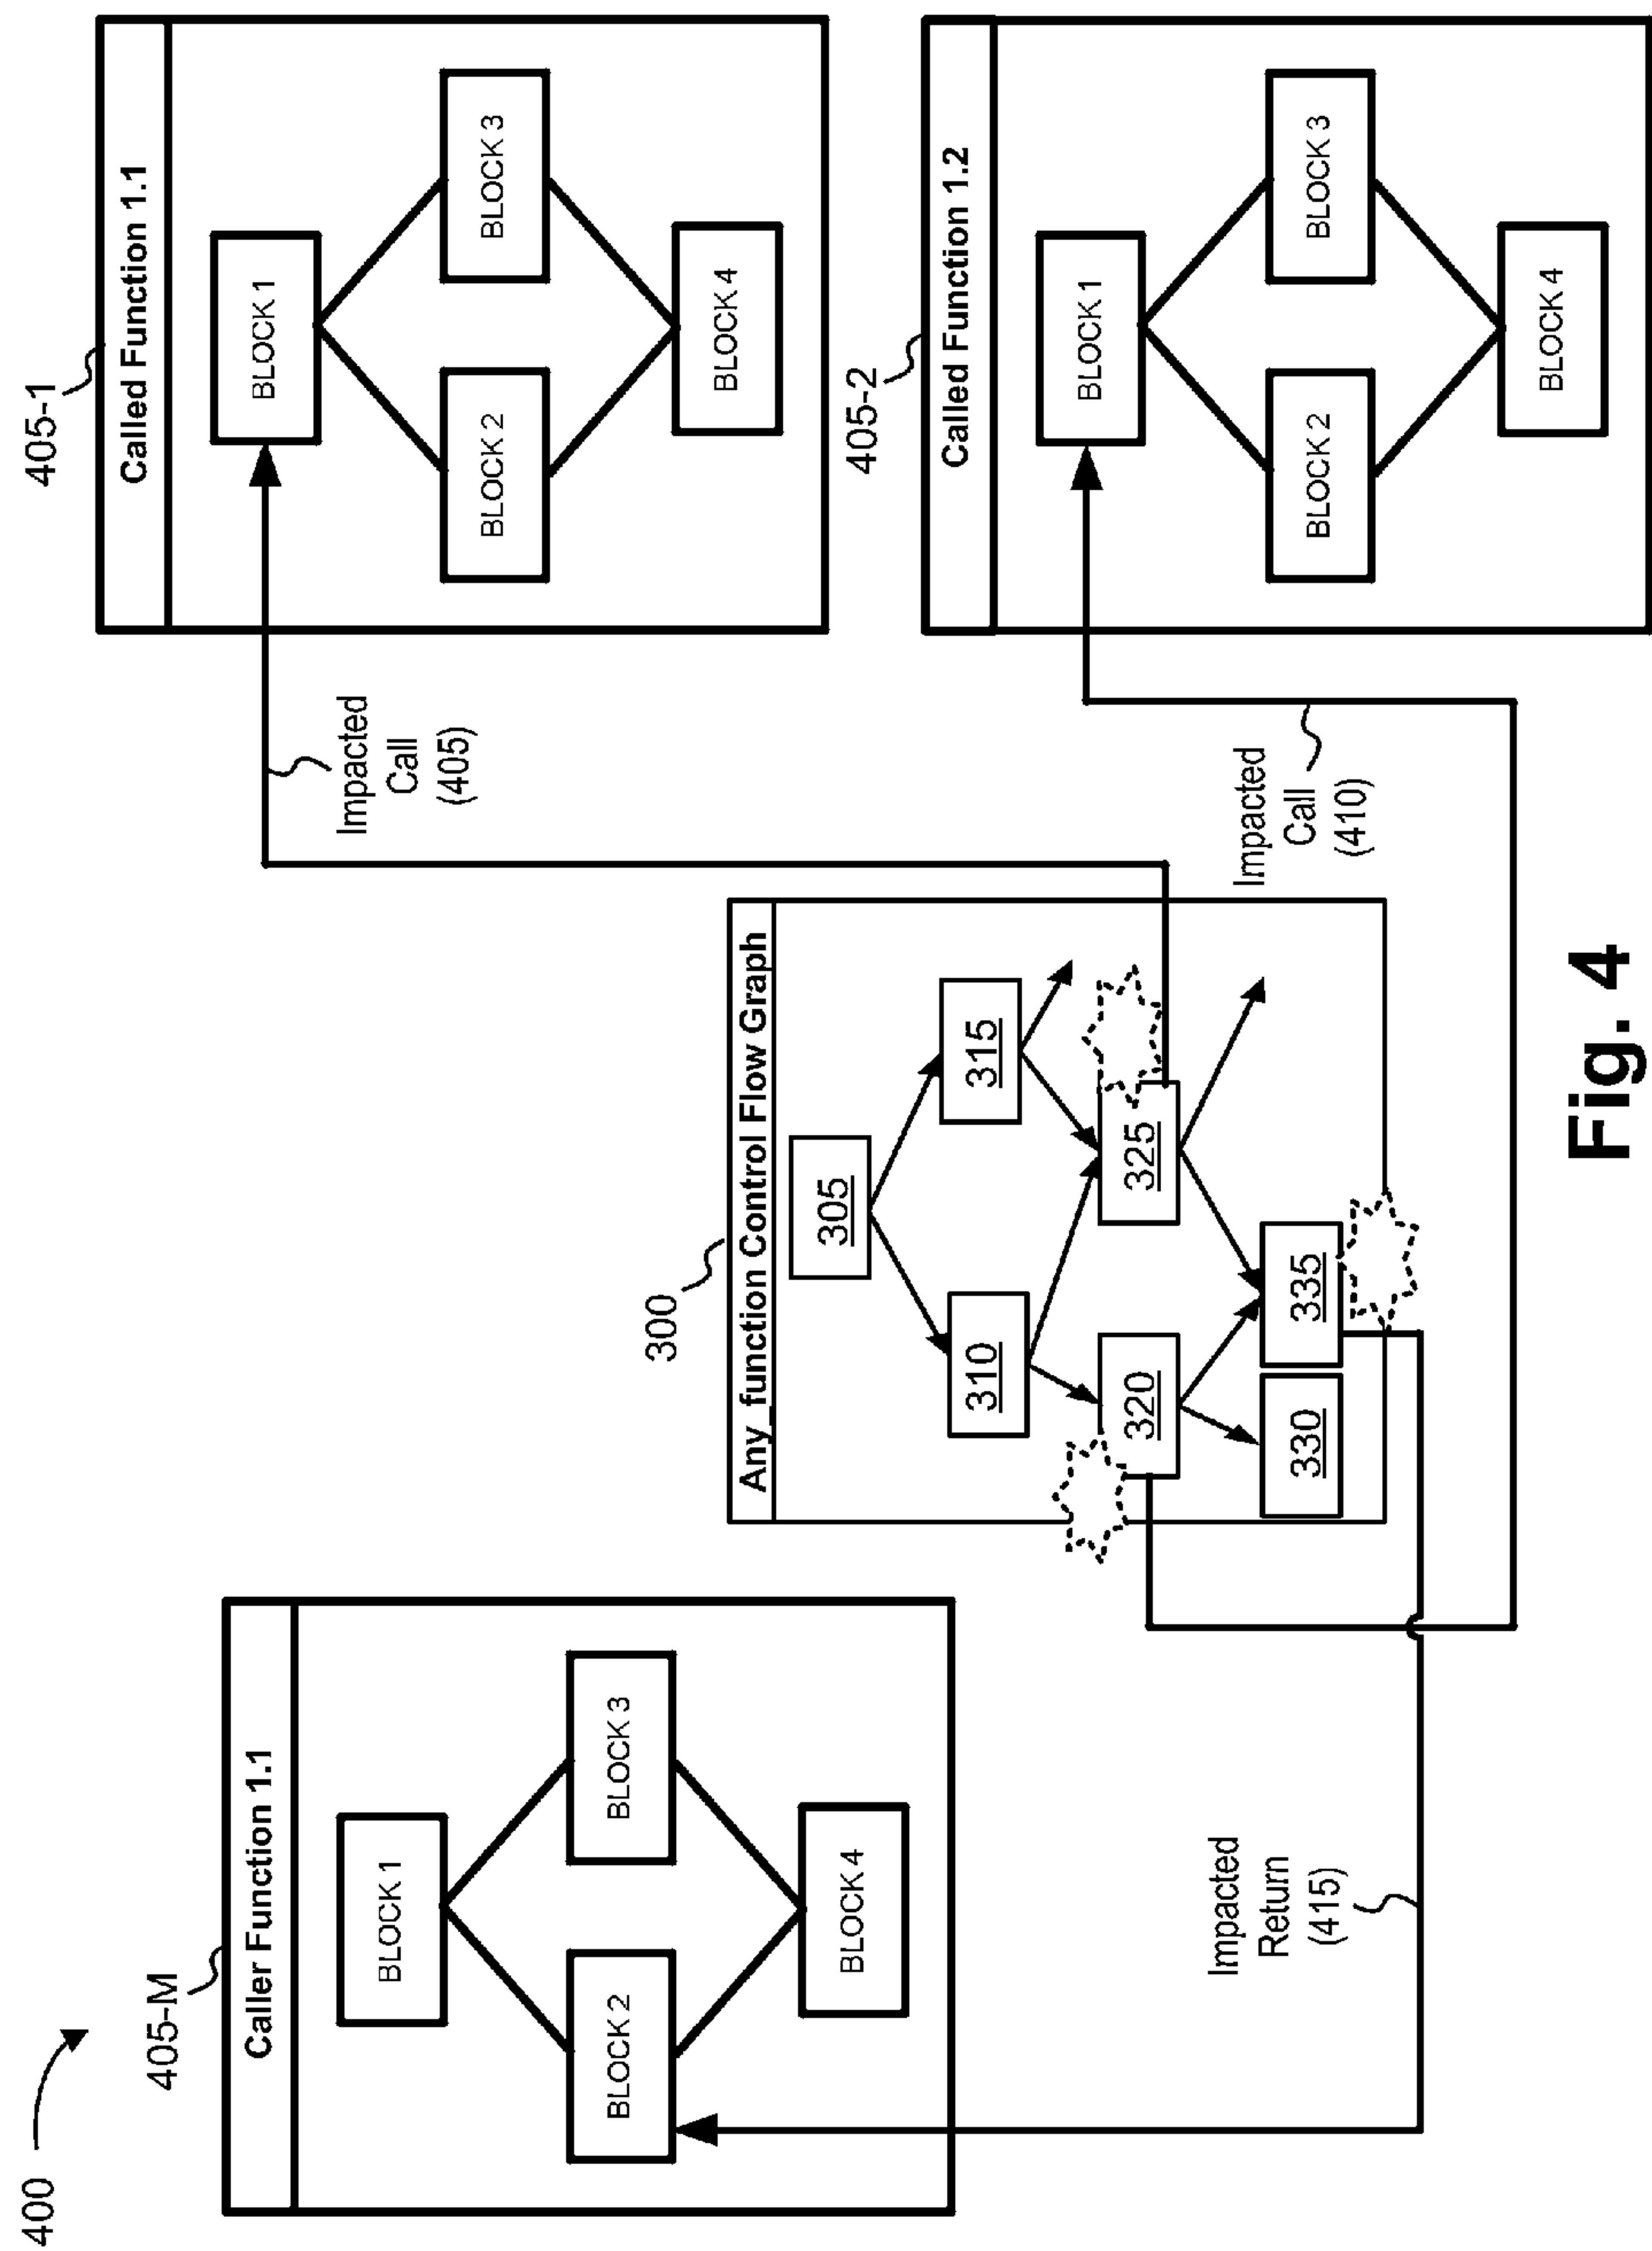 400
405-M
Caller Function 1.1
BLOCK 1
BLOCK 2
BLOCK 3
BLOCK 4
Impacted
Return
(415)
300
Any_function Control Flow Graph
305
310
315
320
325
330
335
Impacted
Call
(405)
Impacted
Call
(410)
405-1
Called Function 1.1
BLOCK 1
BLOCK 2
BLOCK 3
BLOCK 4
405-2
Called Function 1.2
BLOCK 1
BLOCK 2
BLOCK 3
BLOCK 4
Fig. 4